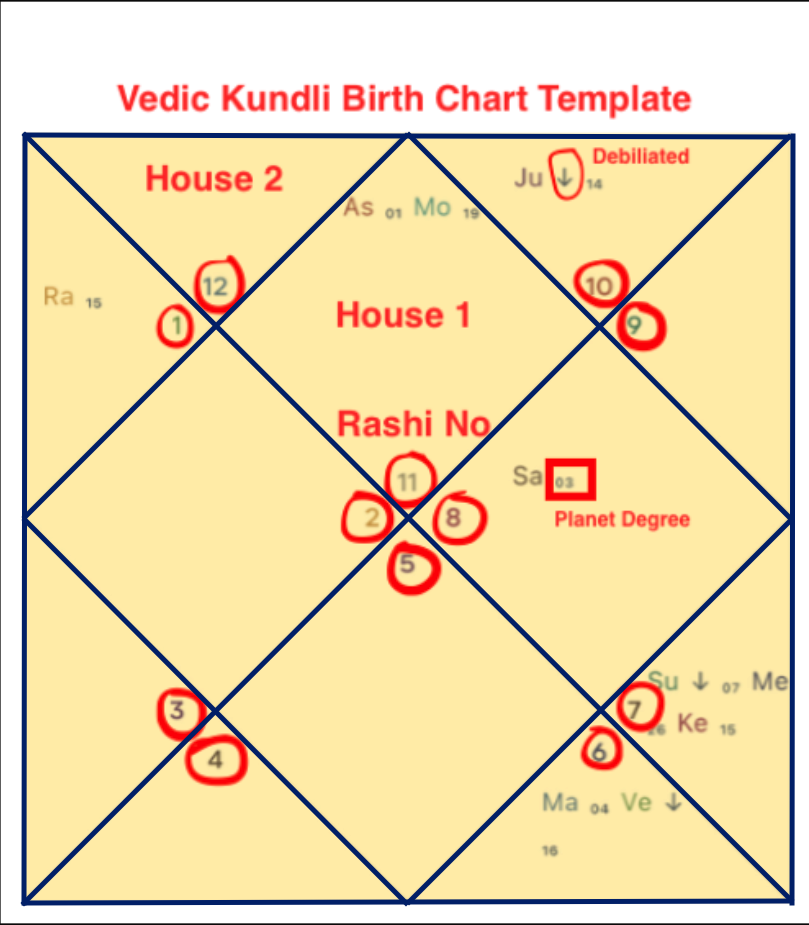 Vedic Kundli Birth Chart Template
House 2
Ju ↓ 14
Debiliated
As 01 Mo 19
Ra 15
12
1
10
9
House 1
Rashi No
11
2
8
5
Sa 03
Planet Degree
Su ↓ 07 Me
26 Ke 15
3
7
4
6
Ma 04 Ve ↓
16